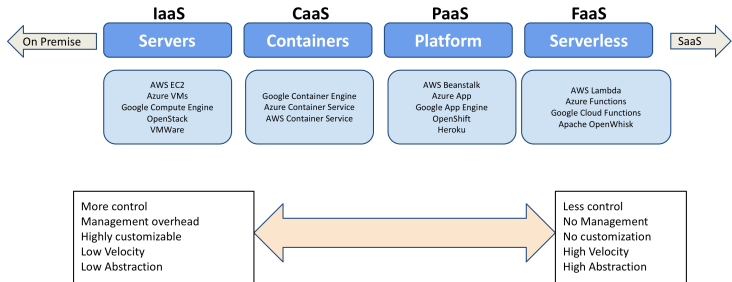 IaaS
CaaS
PaaS
FaaS
On Premise
Servers
Containers
Platform
Serverless
SaaS
AWS EC2
Azure VMs
Google Compute Engine
OpenStack
VMWare
Google Container Engine
Azure Container Service
AWS Container Service
AWS Beanstalk
Azure App
Google App Engine
OpenShift
Heroku
AWS Lambda
Azure Functions
Google Cloud Functions
Apache OpenWhisk
More control
Management overhead
Highly customizable
Low Velocity
Low Abstraction
Less control
No Management
No customization
High Velocity
High Abstraction